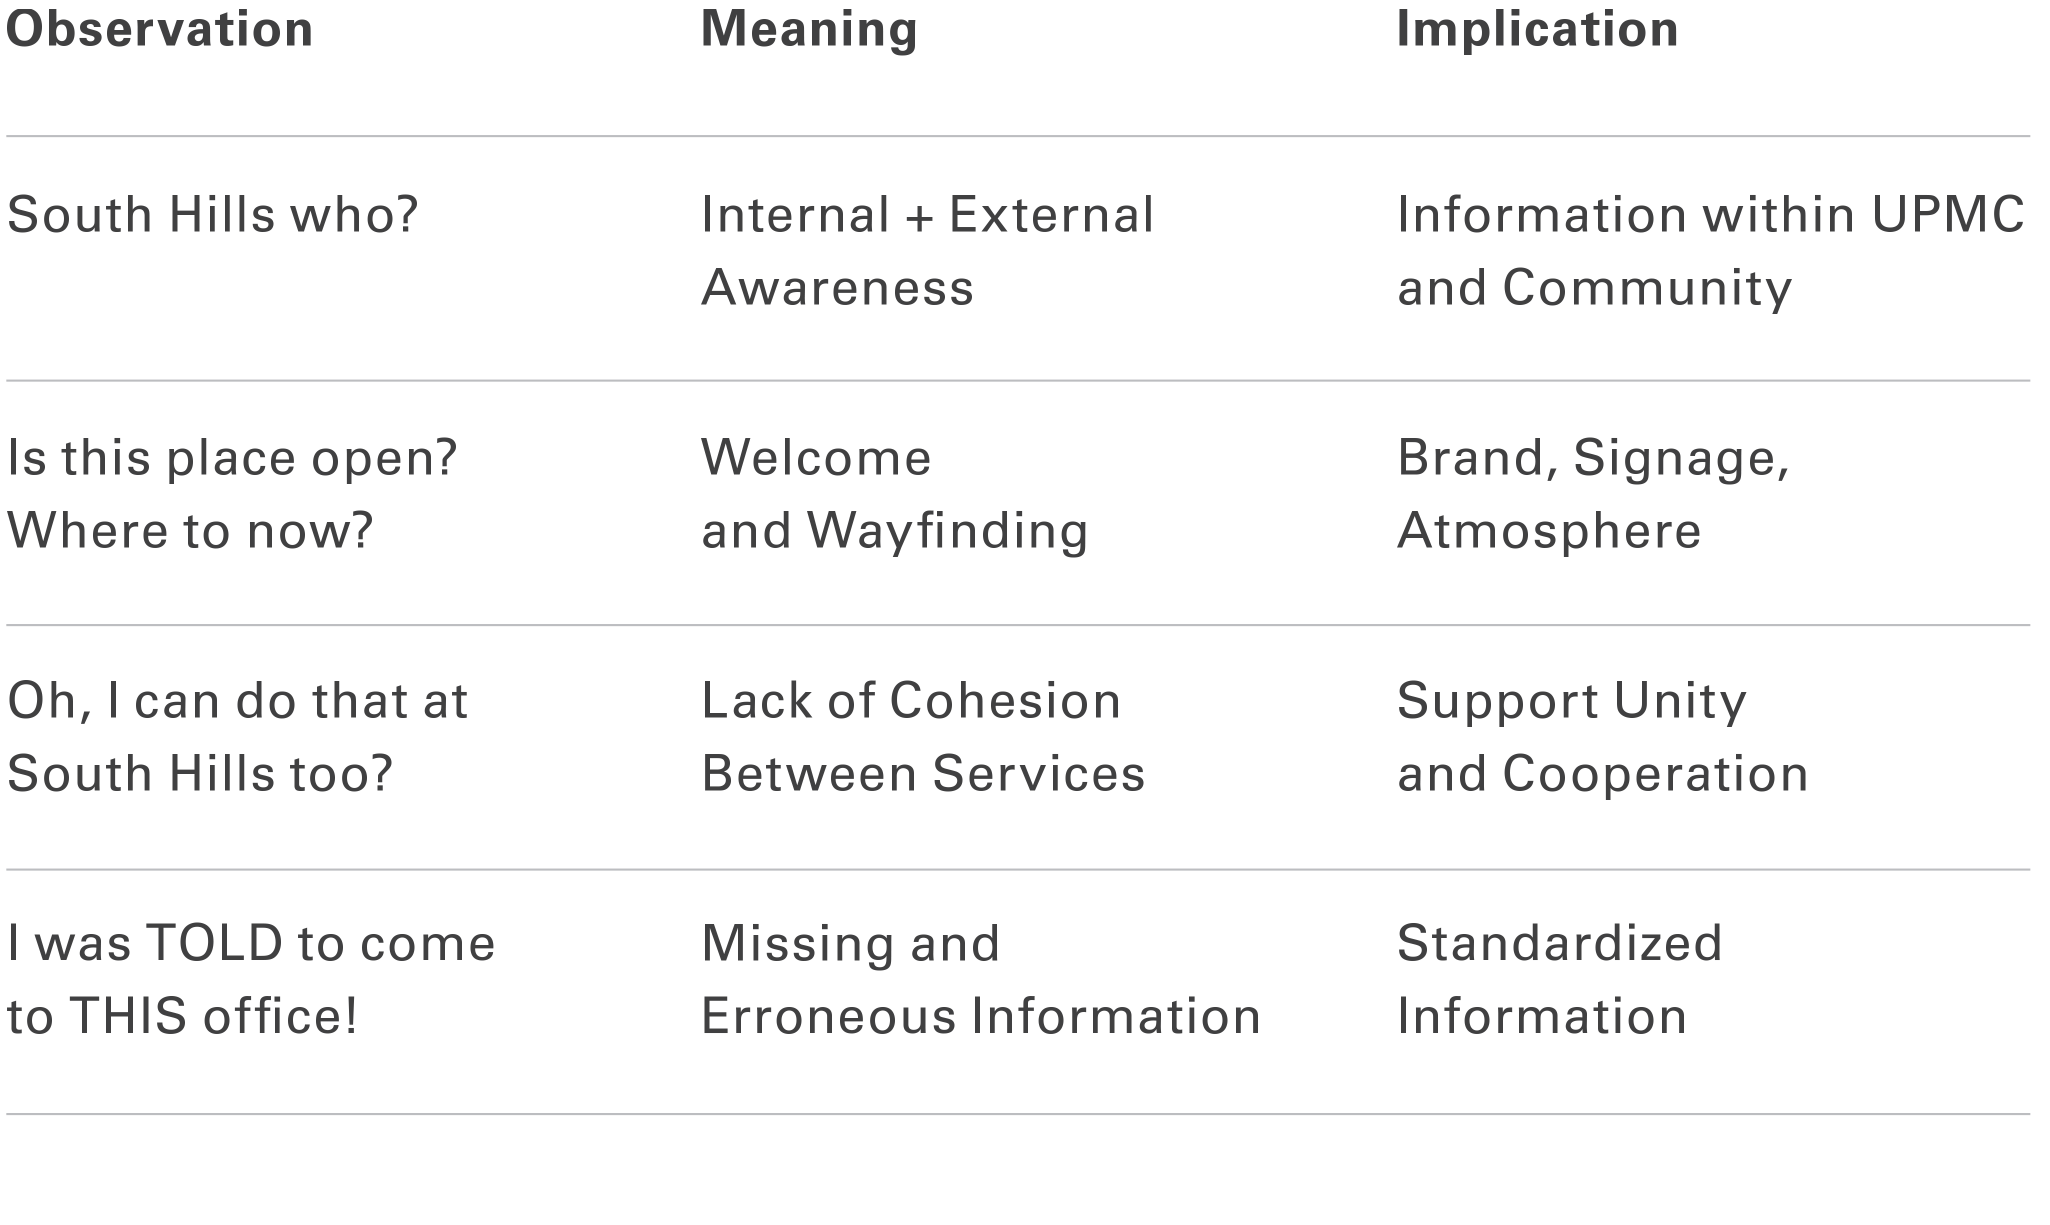 Observation Meaning Implication
South Hills who? Internal + External Information within UPMC
Awareness and Community
Is this place open? Welcome Brand, Signage,
Where to now? and Wayfinding Atmosphere
Oh, I can do that at Lack of Cohesion Support Unity
South Hills too? Between Services and Cooperation
I was TOLD to come Missing and Standardized
to THIS office! Erroneous Information Information